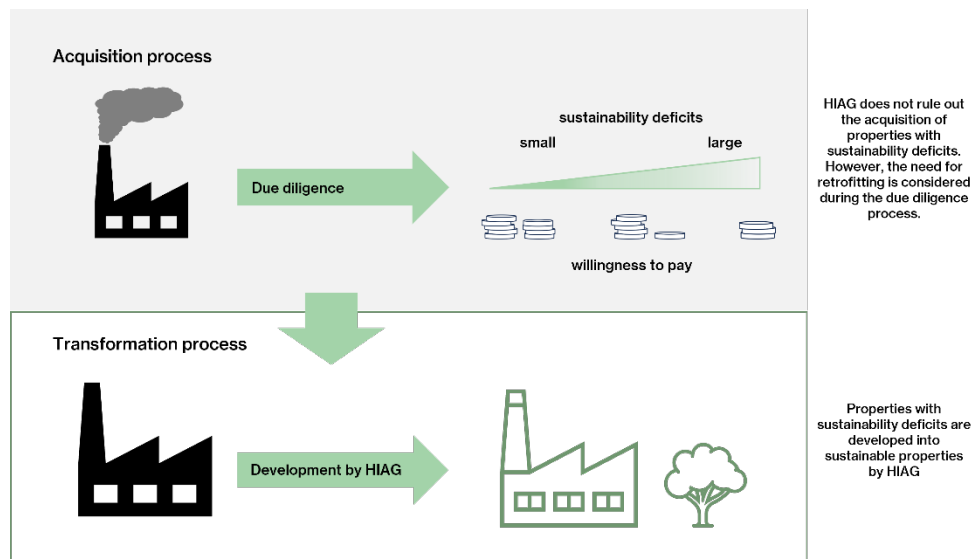 Acquisition process
Due diligence
sustainability deficits
small large
willingness to pay
HIAG does not rule out
the acquisition of
properties with
sustainability deficits.
However, the need for
retrofitting is considered
during the due diligence
process.
Transformation process
Development by HIAG
Properties with
sustainability deficits are
developed into
sustainable properties
by HIAG